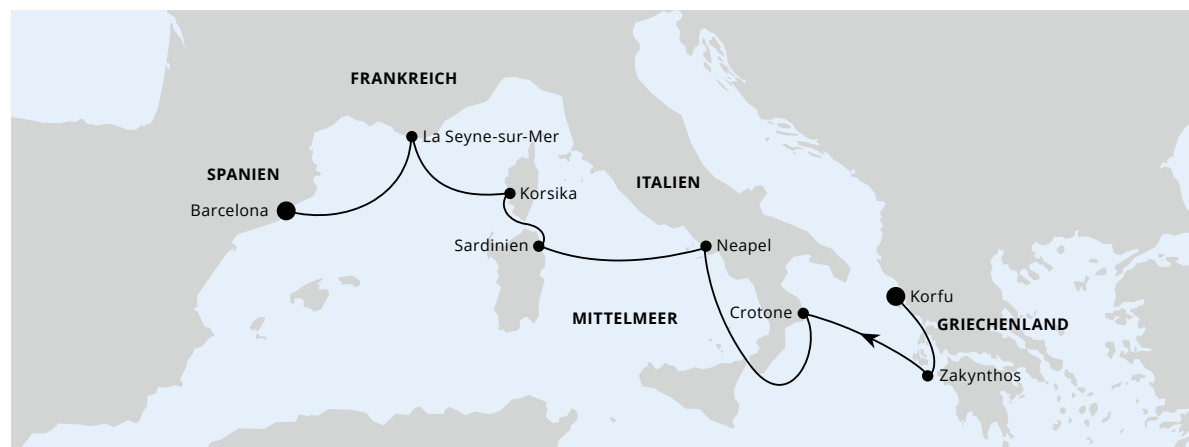 FRANKREICH
La Seyne-sur-Mer
SPANIEN
ITALIEN
Korsika
Barcelona
Sardinien
Neapel
Korfu
Crotone
MITTELMEER
GRIECHENLAND
Zakynthos